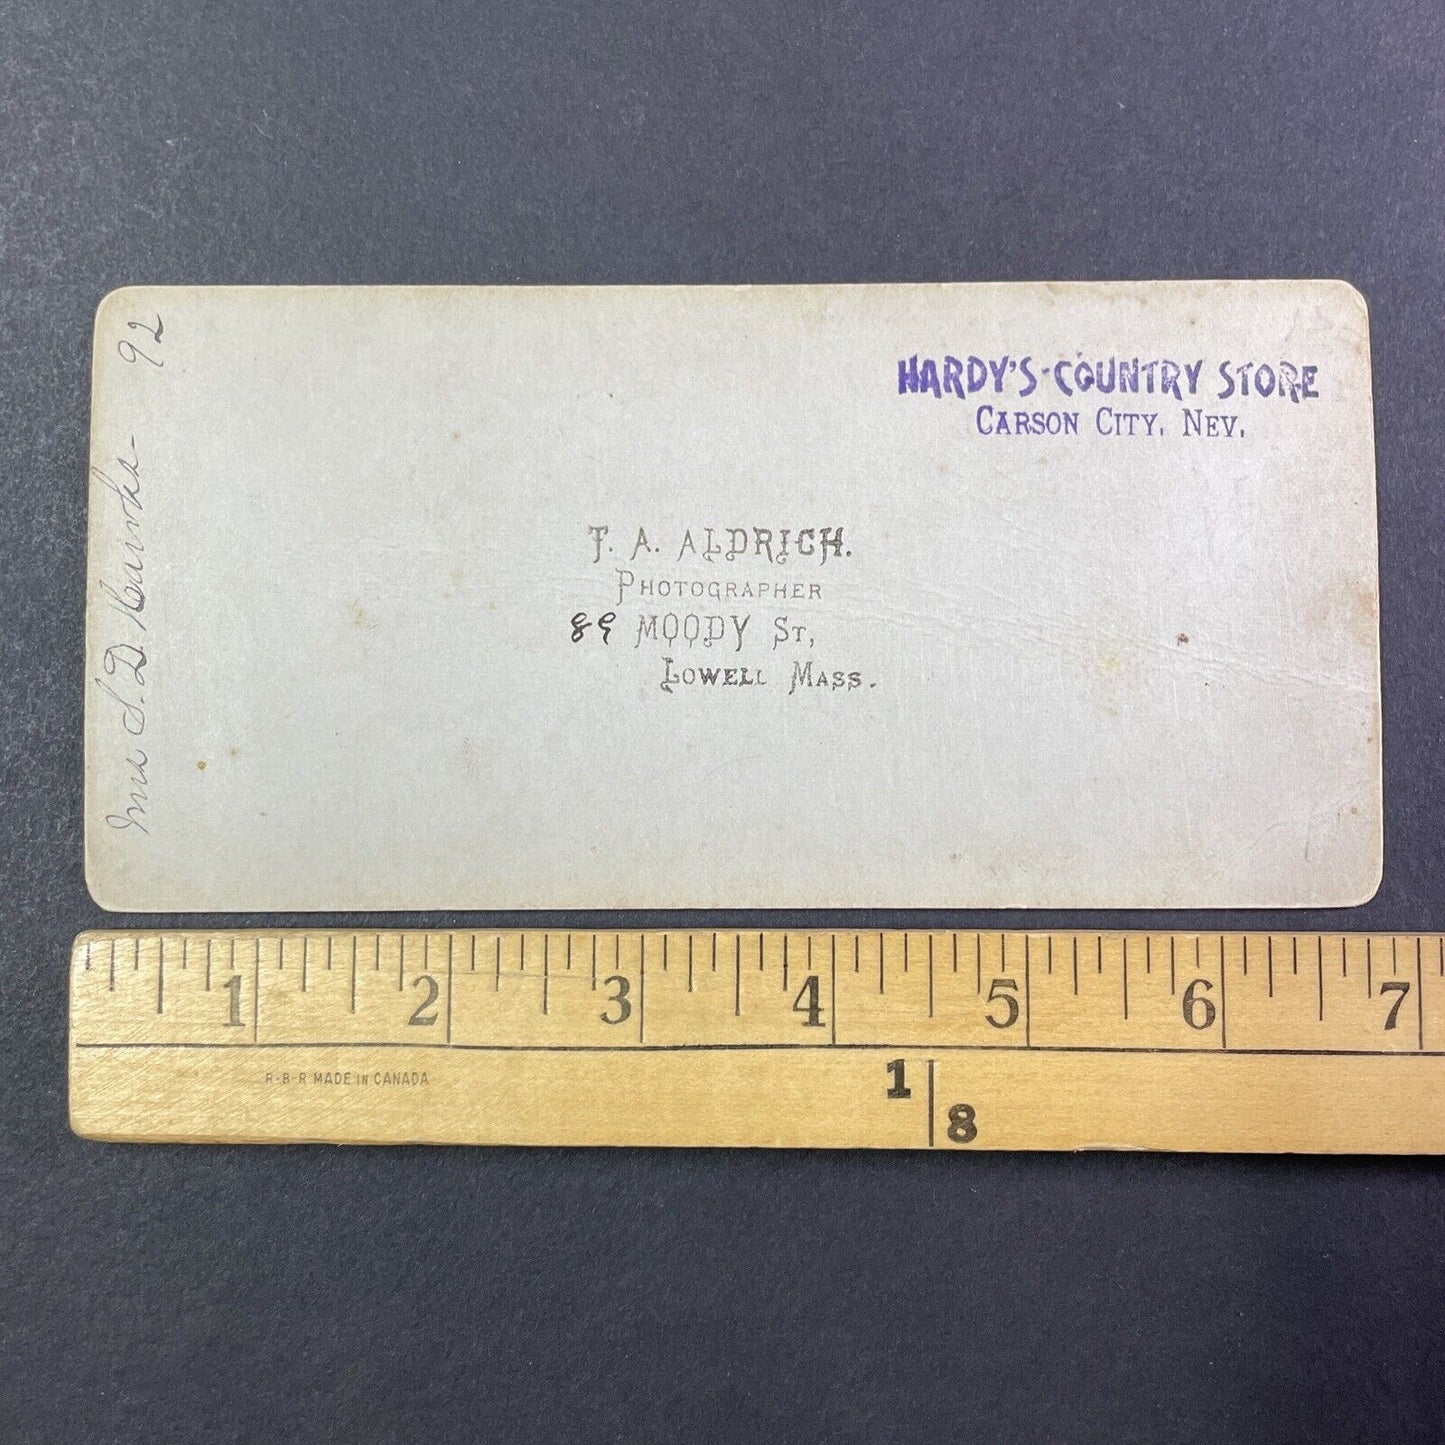 HARDY'S COUNTRY STORE
CARSON CITY, NEV.
T. A. ALDRICH.
PHOTOGRAPHER
89 MOODY ST,
LOWELL MASS.
Mrs S. D. 92
1 2 3 4 5 6 7
R-B-R MADE IN CANADA
1 8